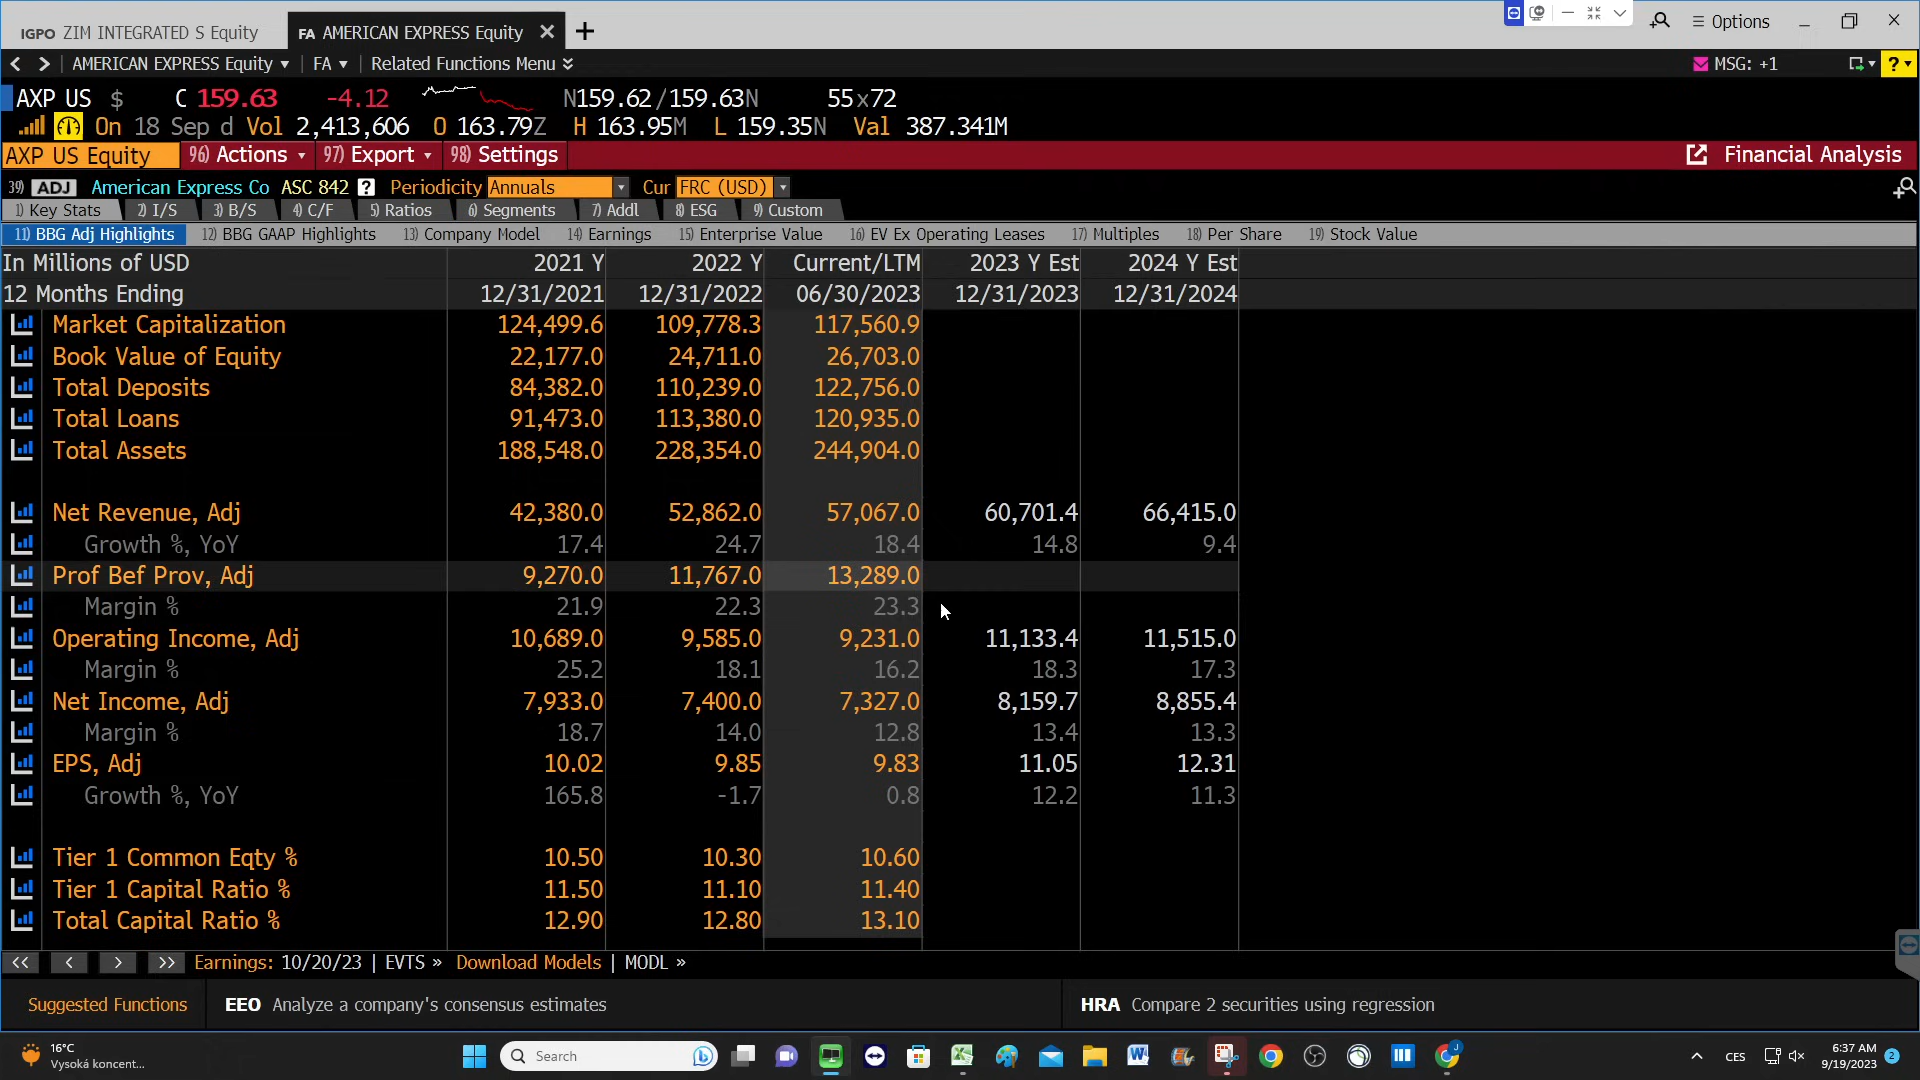 IGPO ZIM INTEGRATED S Equity FA AMERICAN EXPRESS Equity Options
AMERICAN EXPRESS Equity FA Related Functions Menu MSG: +1 ?
AXP US $ C 159.63 -4.12 N159.62/159.63N 55x72
On 18 Sep d Vol 2,413,606 O 163.79Z H 163.95M L 159.35N Val 387.341M
AXP US Equity 96) Actions 97) Export 98) Settings Financial Analysis
39) ADJ American Express Co ASC 842 ? Periodicity Annuals Cur FRC (USD)
1) Key Stats 2) I/S 3) B/S 4) C/F 5) Ratios 6) Segments 7) Addl 8) ESG 9) Custom
11) BBG Adj Highlights 12) BBG GAAP Highlights 13) Company Model 14) Earnings 15) Enterprise Value 16) EV Ex Operating Leases 17) Multiples 18) Per Share 19) Stock Value
In Millions of USD 2021 Y 2022 Y Current/LTM 2023 Y Est 2024 Y Est
12 Months Ending 12/31/2021 12/31/2022 06/30/2023 12/31/2023 12/31/2024
Market Capitalization 124,499.6 109,778.3 117,560.9
Book Value of Equity 22,177.0 24,711.0 26,703.0
Total Deposits 84,382.0 110,239.0 122,756.0
Total Loans 91,473.0 113,380.0 120,935.0
Total Assets 188,548.0 228,354.0 244,904.0
Net Revenue, Adj 42,380.0 52,862.0 57,067.0 60,701.4 66,415.0
Growth %, YoY 17.4 24.7 18.4 14.8 9.4
Prof Bef Prov, Adj 9,270.0 11,767.0 13,289.0
Margin % 21.9 22.3 23.3
Operating Income, Adj 10,689.0 9,585.0 9,231.0 11,133.4 11,515.0
Margin % 25.2 18.1 16.2 18.3 17.3
Net Income, Adj 7,933.0 7,400.0 7,327.0 8,159.7 8,855.4
Margin % 18.7 14.0 12.8 13.4 13.3
EPS, Adj 10.02 9.85 9.83 11.05 12.31
Growth %, YoY 165.8 -1.7 0.8 12.2 11.3
Tier 1 Common Eqty % 10.50 10.30 10.60
Tier 1 Capital Ratio % 11.50 11.10 11.40
Total Capital Ratio % 12.90 12.80 13.10
<< < > >> Earnings: 10/20/23 | EVTS » Download Models | MODL »
Suggested Functions EEO Analyze a company's consensus estimates HRA Compare 2 securities using regression
16°C
Vysoká koncent...
Search
CES
6:37 AM
9/19/2023
2